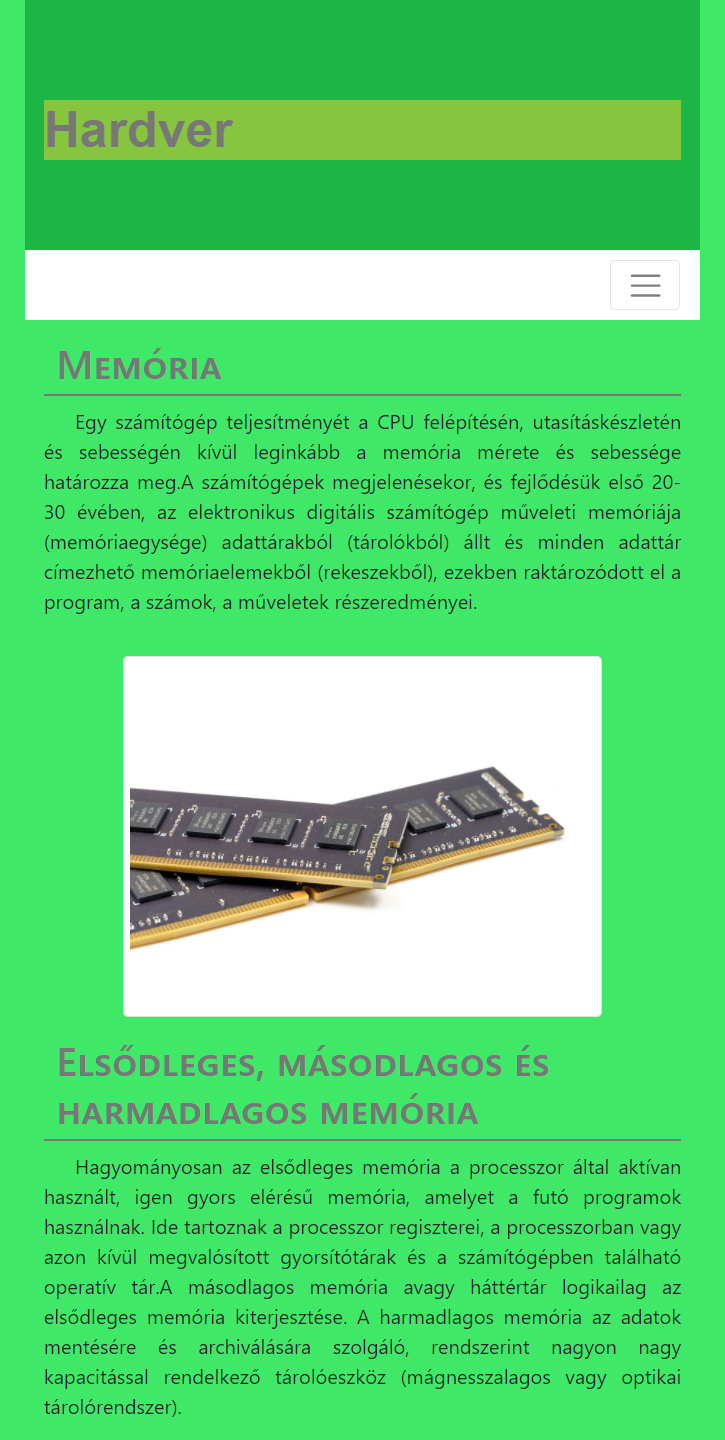 Hardver
Memória
Egy számítógép teljesítményét a CPU felépítésén, utasításkészletén
és sebességén kívül leginkább a memória mérete és sebessége
határozza meg.A számítógépek megjelenésekor, és fejlődésük első 20-
30 évében, az elektronikus digitális számítógép műveleti memóriája
(memóriaegysége) adattárakból (tárolókból) állt és minden adattár
címezhető memóriaelemekből (rekeszekből), ezekben raktározódott el a
program, a számok, a műveletek részeredményei.
Elsődleges, másodlagos és
harmadlagos memória
Hagyományosan az elsődleges memória a processzor által aktívan
használt, igen gyors elérésű memória, amelyet a futó programok
használnak. Ide tartoznak a processzor regiszterei, a processzorban vagy
azon kívül megvalósított gyorsítótárak és a számítógépben található
operatív tár.A másodlagos memória avagy háttértár logikailag az
elsődleges memória kiterjesztése. A harmadlagos memória az adatok
mentésére és archiválására szolgáló, rendszerint nagyon nagy
kapacitással rendelkező tárolóeszköz (mágnesszalagos vagy optikai
tárolórendszer).